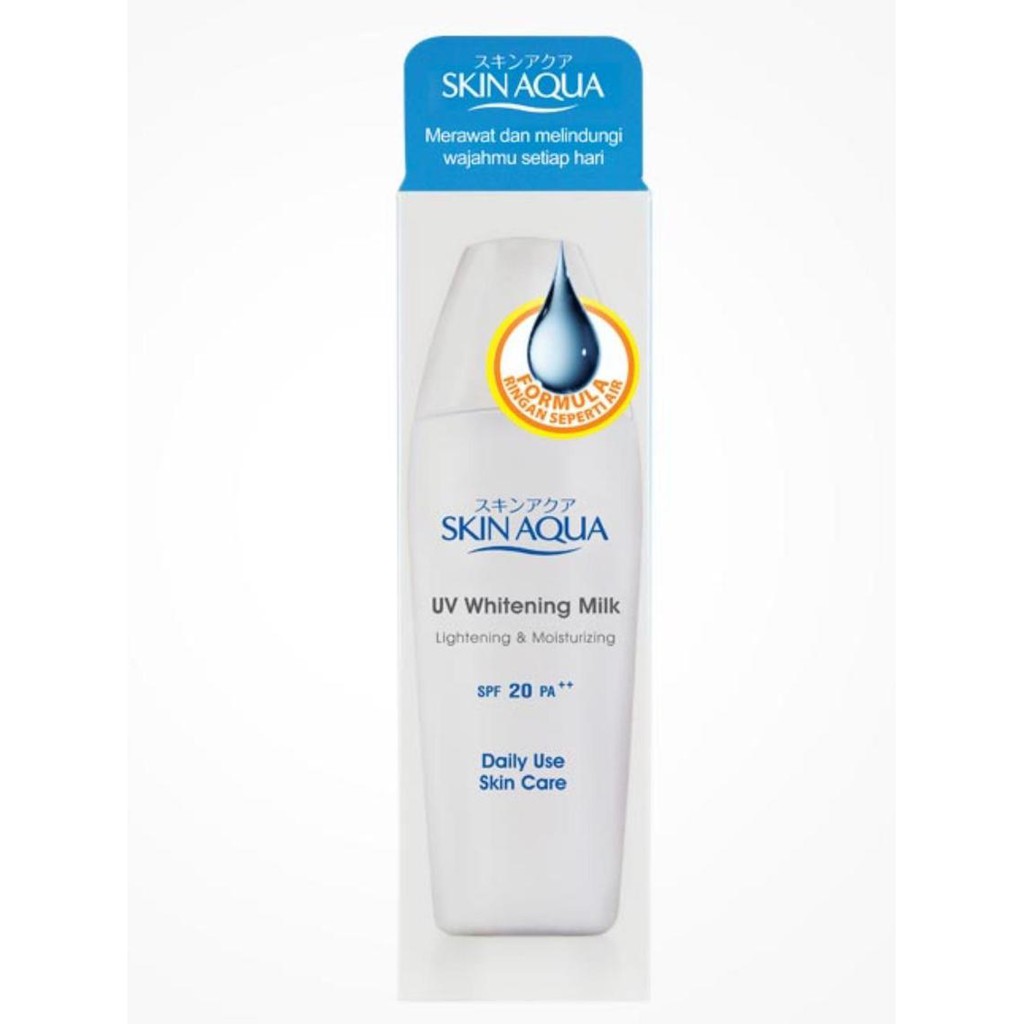 スキンアクア
SKIN AQUA
Merawat dan melindungi
wajahmu setiap hari
FORMULA
RINGAN SEPERTI AIR
スキンアクア
SKIN AQUA
UV Whitening Milk
Lightening & Moisturizing
SPF 20 PA++
Daily Use
Skin Care